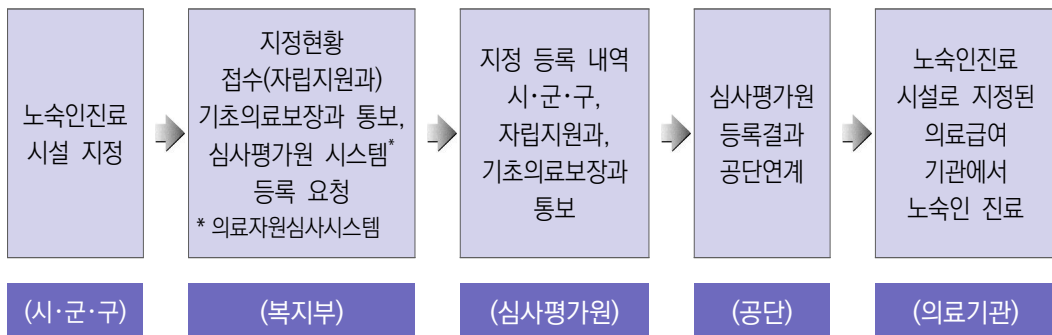 노숙인진료
시설 지정
지정현황
접수(자립지원과)
기초의료보장과 통보,
심사평가원 시스템*
등록 요청
* 의료자원심사시스템
지정 등록 내역
시·군·구,
자립지원과,
기초의료보장과
통보
심사평가원
등록결과
공단연계
노숙인진료
시설로 지정된
의료급여
기관에서
노숙인 진료
(시·군·구)
(복지부)
(심사평가원)
(공단)
(의료기관)